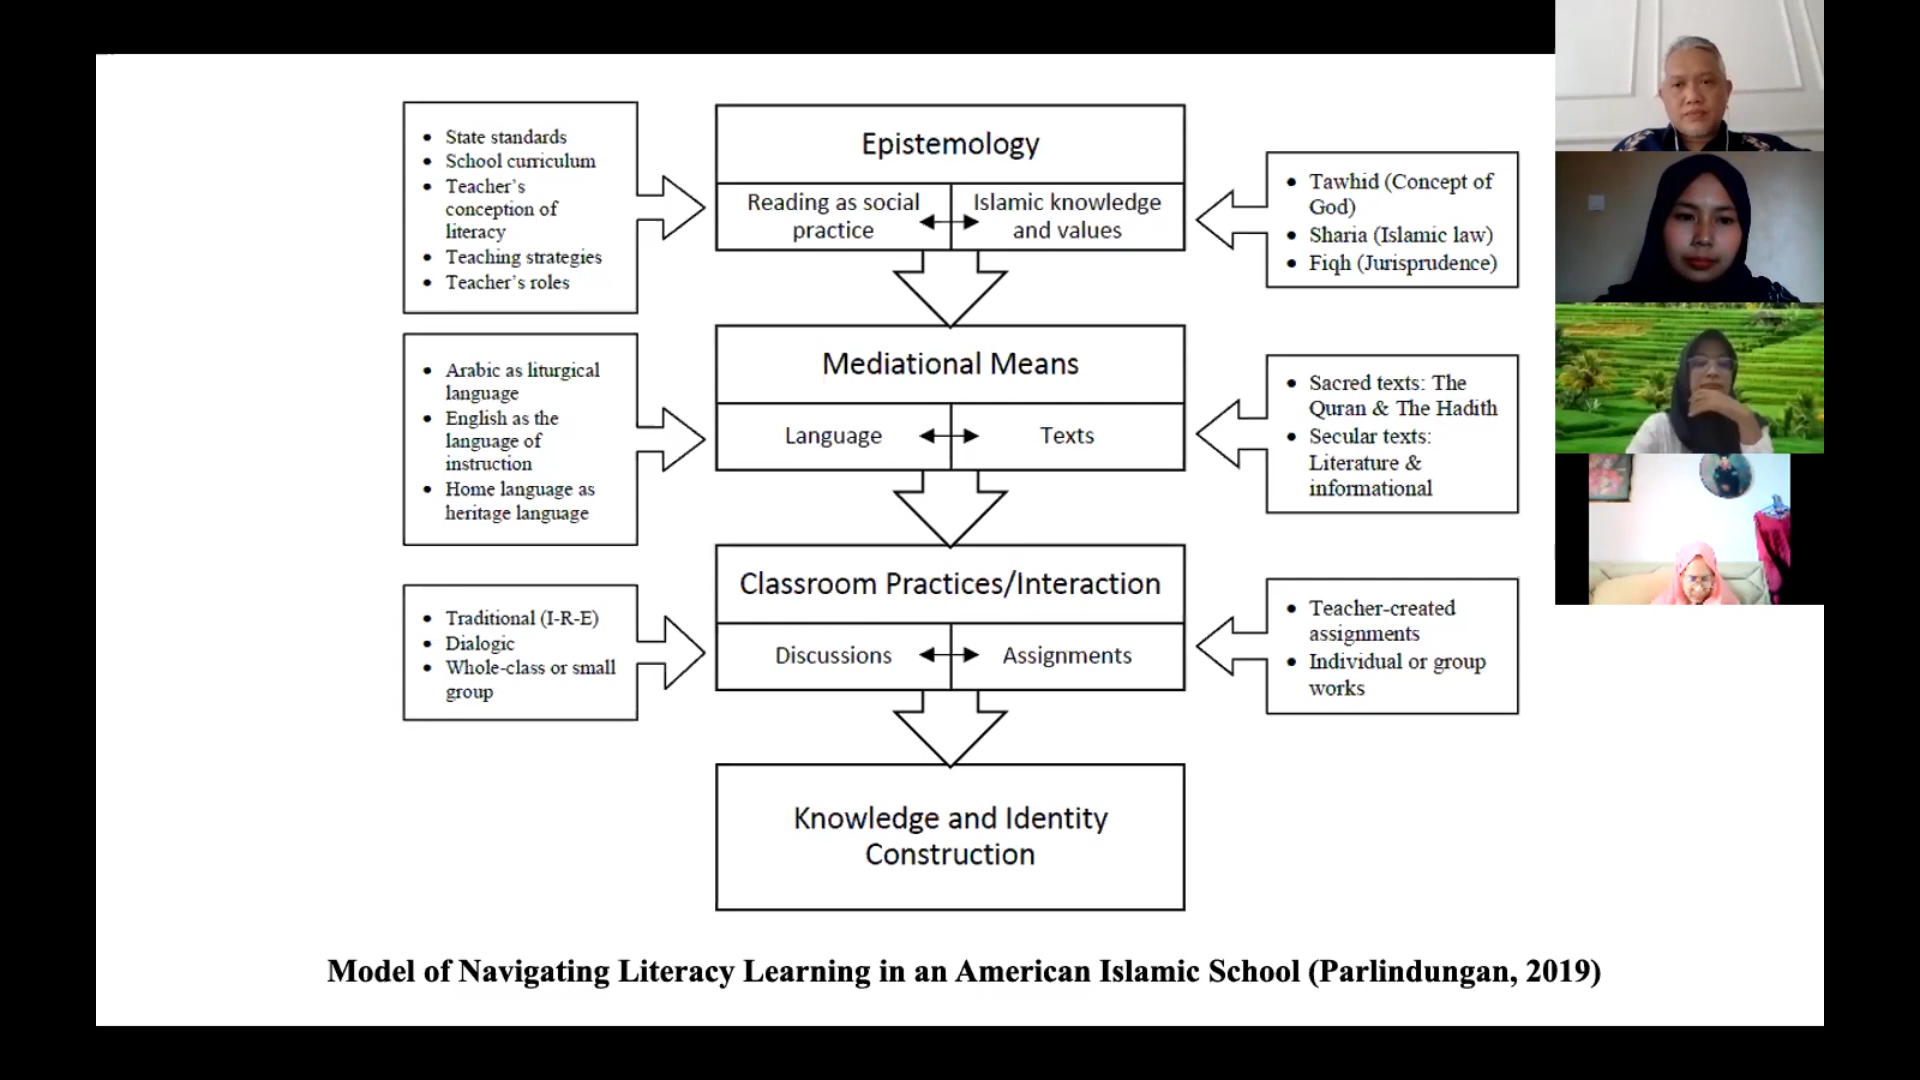 • State standards
• School curriculum
• Teacher's
conception of
literacy
• Teaching strategies
• Teacher's roles
Epistemology
Reading as social
practice
Islamic knowledge
and values
• Tawhid (Concept of
God)
• Sharia (Islamic law)
• Fiqh (Jurisprudence)
• Arabic as liturgical
language
• English as the
language of
instruction
• Home language as
heritage language
Mediational Means
Language
Texts
• Sacred texts: The
Quran & The Hadith
• Secular texts:
Literature &
informational
• Traditional (I-R-E)
• Dialogic
• Whole-class or small
group
Classroom Practices/Interaction
Discussions
Assignments
• Teacher-created
assignments
• Individual or group
works
Knowledge and Identity
Construction
Model of Navigating Literacy Learning in an American Islamic School (Parlindungan, 2019)